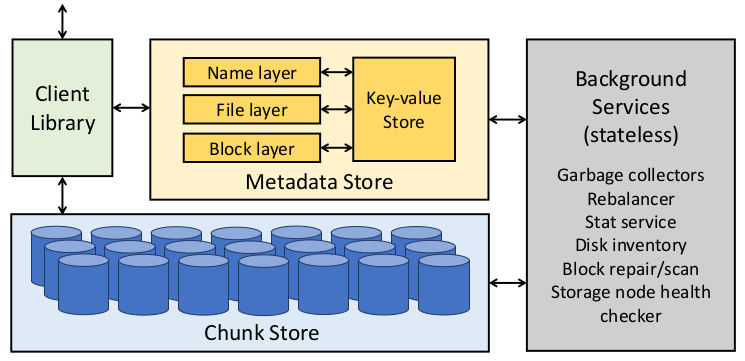 Client
Library
Name layer
File layer
Block layer
Key-value
Store
Metadata Store
Chunk Store
Background
Services
(stateless)
Garbage collectors
Rebalancer
Stat service
Disk inventory
Block repair/scan
Storage node health
checker